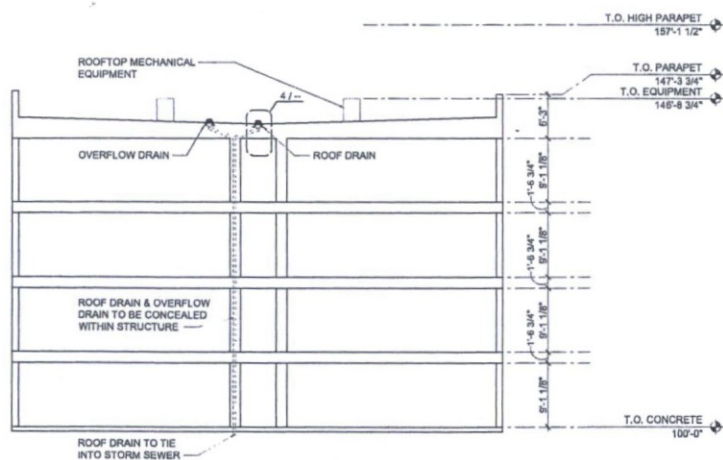 T.O. HIGH PARAPET
157'-1 1/2"
ROOFTOP MECHANICAL
EQUIPMENT
T.O. PARAPET
147'-3 3/4"
T.O. EQUIPMENT
146'-8 3/4"
4 / --
6'-3"
OVERFLOW DRAIN
ROOF DRAIN
9'-1 1/8"
1'-6 3/4"
9'-1 1/8"
1'-6 3/4"
ROOF DRAIN & OVERFLOW
DRAIN TO BE CONCEALED
WITHIN STRUCTURE
9'-1 1/8"
1'-6 3/4"
9'-1 1/8"
T.O. CONCRETE
100'-0"
ROOF DRAIN TO TIE
INTO STORM SEWER